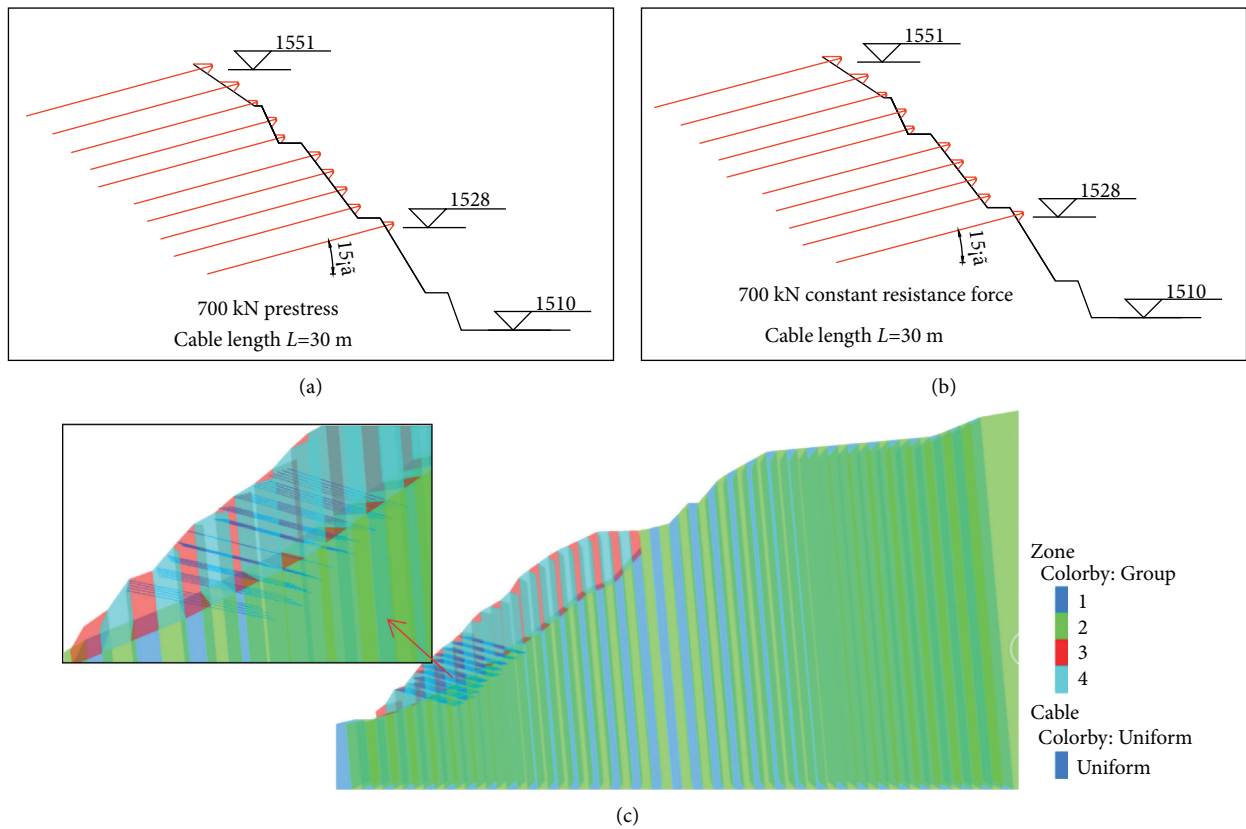 1551
1528
15¡ã
1510
700 kN prestress
Cable length L=30 m
(a)
1551
1528
15¡ã
1510
700 kN constant resistance force
Cable length L=30 m
(b)
Zone
Colorby: Group
1
2
3
4
Cable
Colorby: Uniform
Uniform
(c)